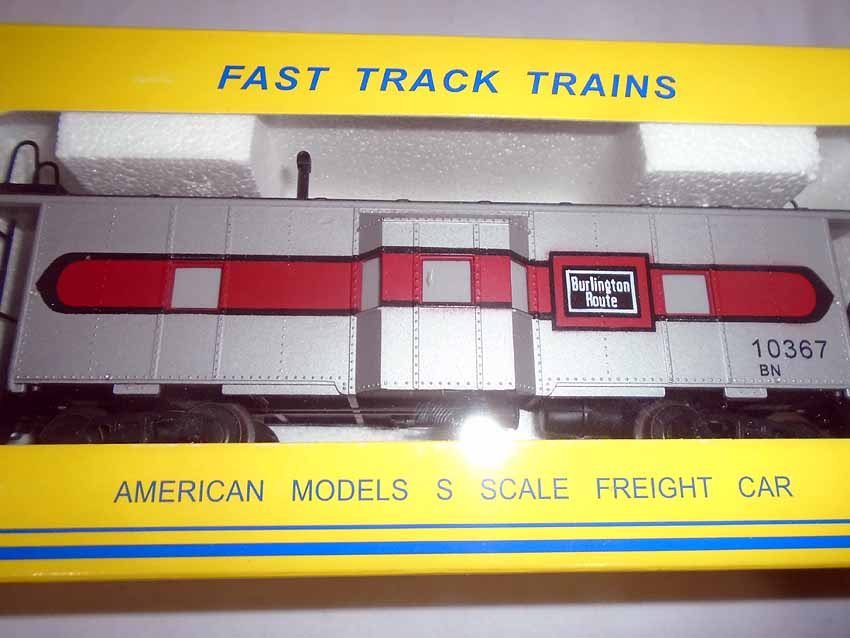 FAST TRACK TRAINS
Burlington
Route
10367
BN
AMERICAN MODELS S SCALE FREIGHT CAR